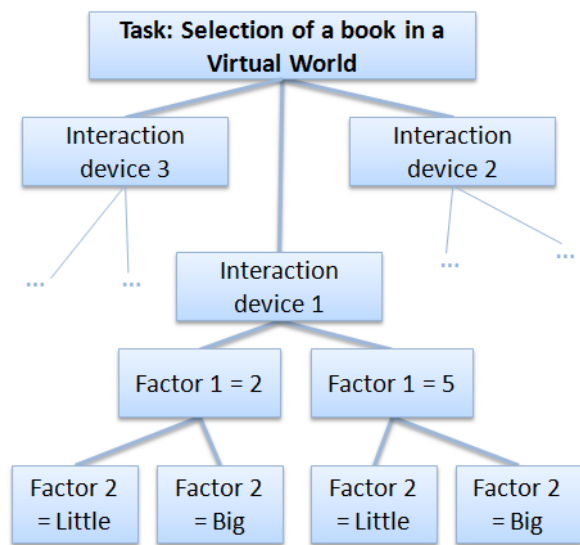 Task: Selection of a book in a
Virtual World
Interaction
device 3
Interaction
device 2
...
...
...
...
Interaction
device 1
Factor 1 = 2
Factor 1 = 5
Factor 2
= Little
Factor 2
= Big
Factor 2
= Little
Factor 2
= Big